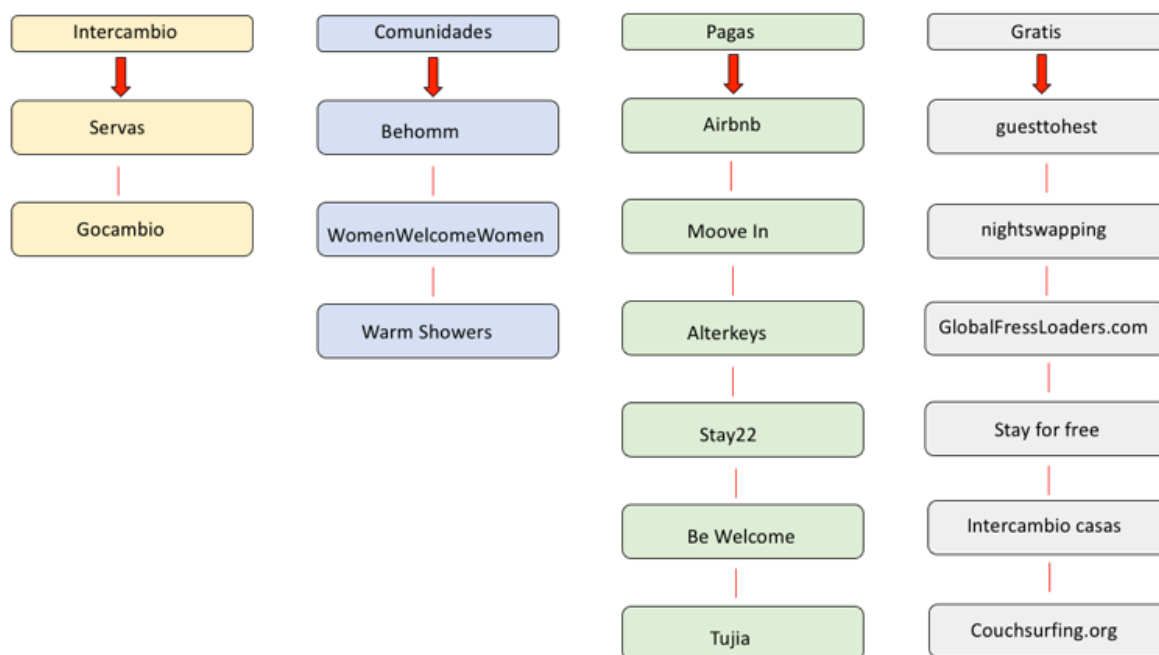 Intercambio
Servas
Gocambio
Comunidades
Behomm
WomenWelcomeWomen
Warm Showers
Pagas
Airbnb
Moove In
Alterkeys
Stay22
Be Welcome
Tujia
Gratis
guesttohest
nightswapping
GlobalFressLoaders.com
Stay for free
Intercambio casas
Couchsurfing.org